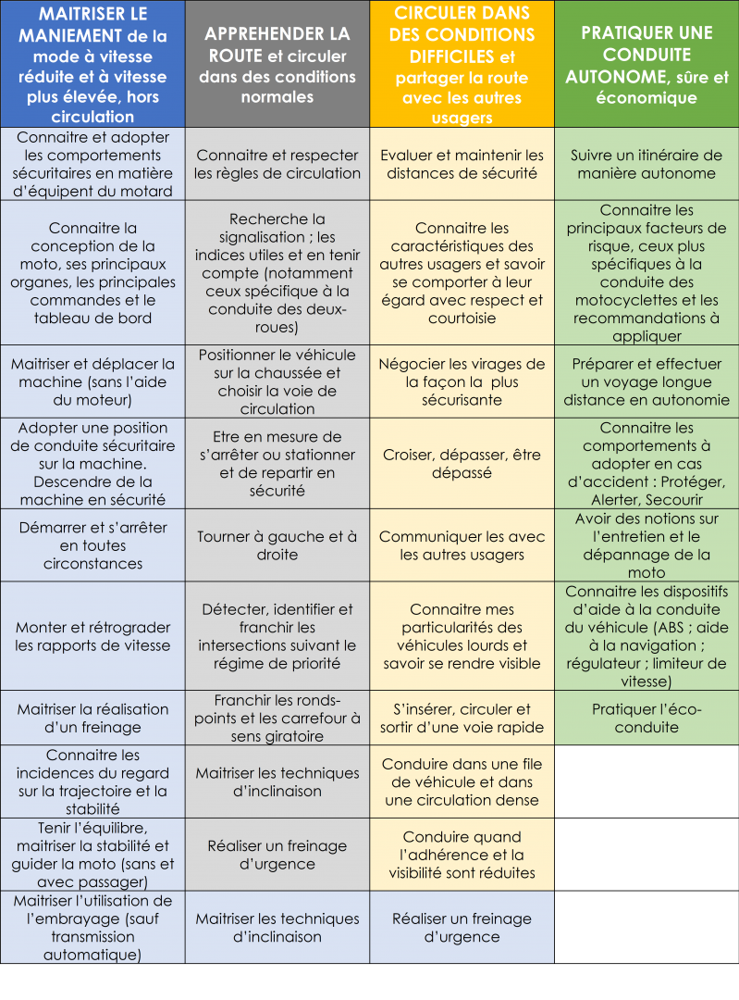 MAITRISER LE
MANIEMENT de la
mode à vitesse
réduite et à vitesse
plus élevée, hors
circulation
APPREHENDER LA
ROUTE et circuler
dans des conditions
normales
CIRCULER DANS
DES CONDITIONS
DIFFICILES et
partager la route
avec les autres
usagers
PRATIQUER UNE
CONDUITE
AUTONOME, sûre et
économique
Connaitre et adopter
les comportements
sécuritaires en matière
d'équipent du motard
Connaitre et respecter
les règles de circulation
Evaluer et maintenir les
distances de sécurité
Suivre un itinéraire de
manière autonome
Connaitre la
conception de la
moto, ses principaux
organes, les principales
commandes et le
tableau de bord
Recherche la
signalisation ; les
indices utiles et en tenir
compte (notamment
ceux spécifique à la
conduite des deux-
roues)
Connaitre les
caractéristiques des
autres usagers et savoir
se comporter à leur
égard avec respect et
courtoisie
Connaitre les
principaux facteurs de
risque, ceux plus
spécifiques à la
conduite des
motocyclettes et les
recommandations à
appliquer
Maitriser et déplacer la
machine (sans l'aide
du moteur)
Positionner le véhicule
sur la chaussée et
choisir la voie de
circulation
Négocier les virages de
la façon la  plus
sécurisante
Préparer et effectuer
un voyage longue
distance en autonomie
Adopter une position
de conduite sécuritaire
sur la machine.
Descendre de la
machine en sécurité
Etre en mesure de
s'arrêter ou stationner
et de repartir en
sécurité
Croiser, dépasser, être
dépassé
Connaitre les
comportements à
adopter en cas
d'accident : Protéger,
Alerter, Secourir
Démarrer et s'arrêter
en toutes
circonstances
Tourner à gauche et à
droite
Communiquer les avec
les autres usagers
Avoir des notions sur
l'entretien et le
dépannage de la
moto
Monter et rétrograder
les rapports de vitesse
Détecter, identifier et
franchir les
intersections suivant le
régime de priorité
Connaitre mes
particularités des
véhicules lourds et
savoir se rendre visible
Connaitre les dispositifs
d'aide à la conduite
du véhicule (ABS ; aide
à la navigation ;
régulateur ; limiteur de
vitesse)
Maitriser la réalisation
d'un freinage
Franchir les ronds-
points et les carrefour à
sens giratoire
S'insérer, circuler et
sortir d'une voie rapide
Pratiquer l'éco-
conduite
Connaitre les
incidences du regard
sur la trajectoire et la
stabilité
Maitriser les techniques
d'inclinaison
Conduire dans une file
de véhicule et dans
une circulation dense
Tenir l'équilibre,
maitriser la stabilité et
guider la moto (sans et
avec passager)
Réaliser un freinage
d'urgence
Conduire quand
l'adhérence et la
visibilité sont réduites
Maitriser l'utilisation de
l'embrayage (sauf
transmission
automatique)
Maitriser les techniques
d'inclinaison
Réaliser un freinage
d'urgence